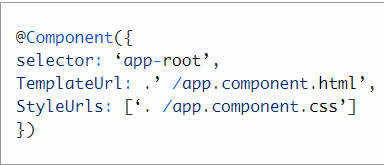 @Component({
selector: ‘app-root’,
TemplateUrl: .’ /app.component.html’,
StyleUrls: [‘. /app.component.css’]
})